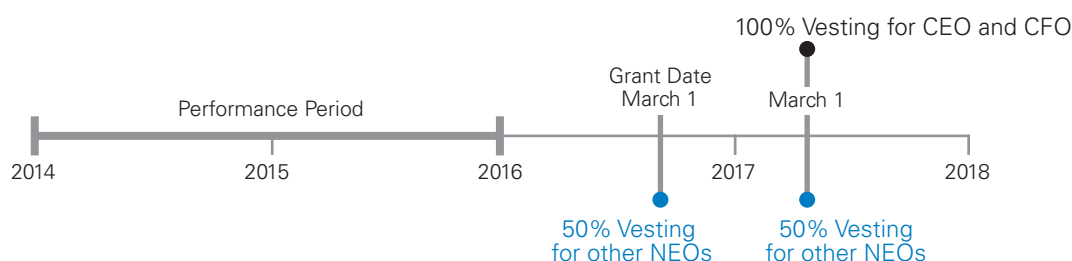 100% Vesting for CEO and CFO
Grant Date
March 1
March 1
Performance Period
2014
2015
2016
2017
2018
50% Vesting
for other NEOs
50% Vesting
for other NEOs